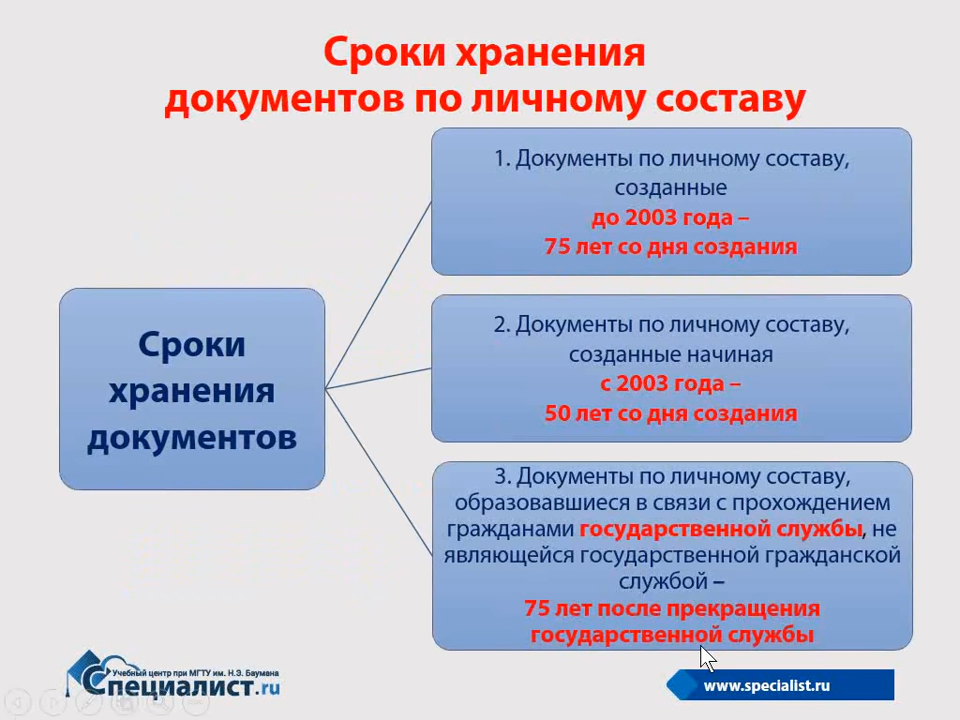 Сроки хранения
документов по личному составу
1. Документы по личному составу,
созданные
до 2003 года –
75 лет со дня создания
Сроки
хранения
документов
2. Документы по личному составу,
созданные начиная
с 2003 года –
50 лет со дня создания
3. Документы по личному составу,
образовавшиеся в связи с прохождением
гражданами государственной службы, не
являющейся государственной гражданской
службой –
75 лет после прекращения
государственной службы
Учебный центр при МГТУ им. Н.Э. Баумана
Специалист.ru
www.specialist.ru